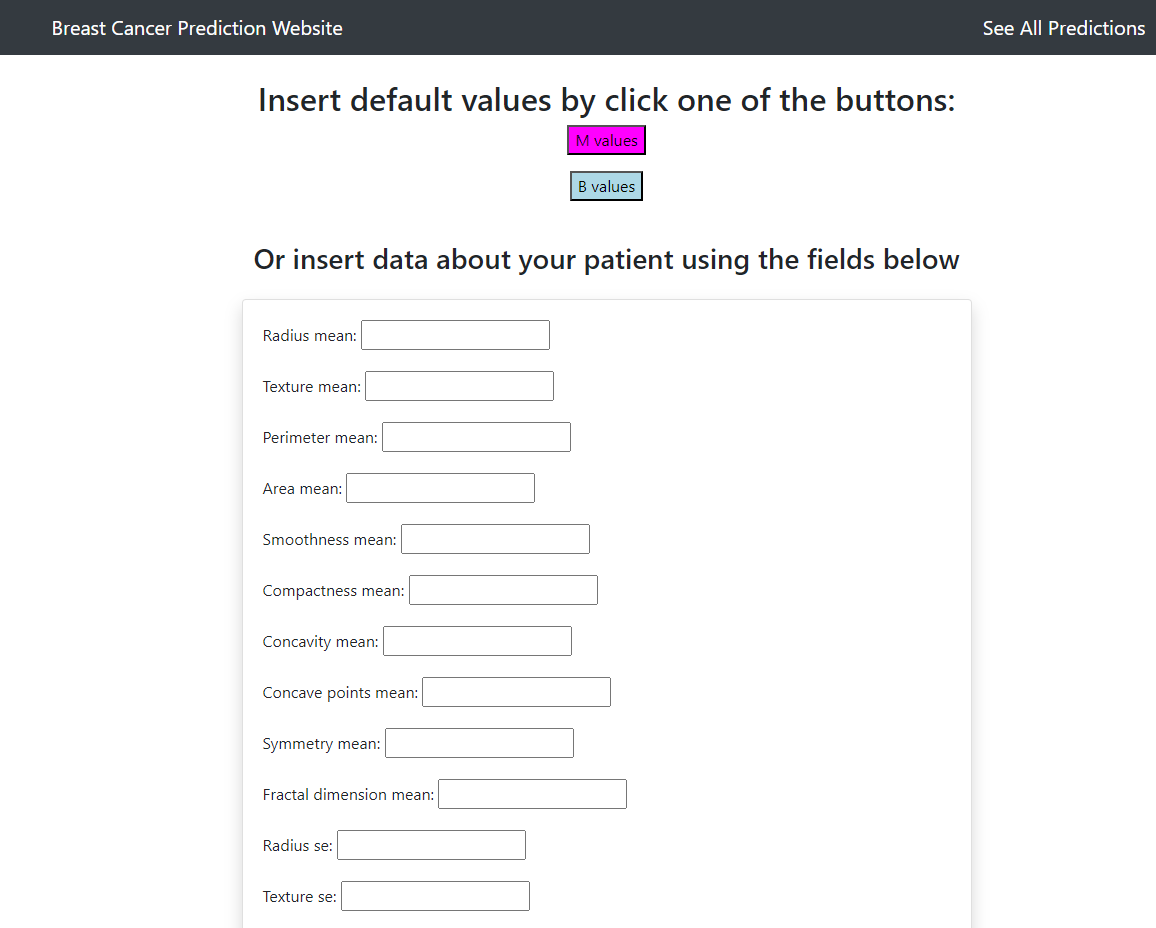 Breast Cancer Prediction Website See All Predictions
Insert default values by click one of the buttons:
M values
B values
Or insert data about your patient using the fields below
Radius mean:
Texture mean:
Perimeter mean:
Area mean:
Smoothness mean:
Compactness mean:
Concavity mean:
Concave points mean:
Symmetry mean:
Fractal dimension mean:
Radius se:
Texture se: